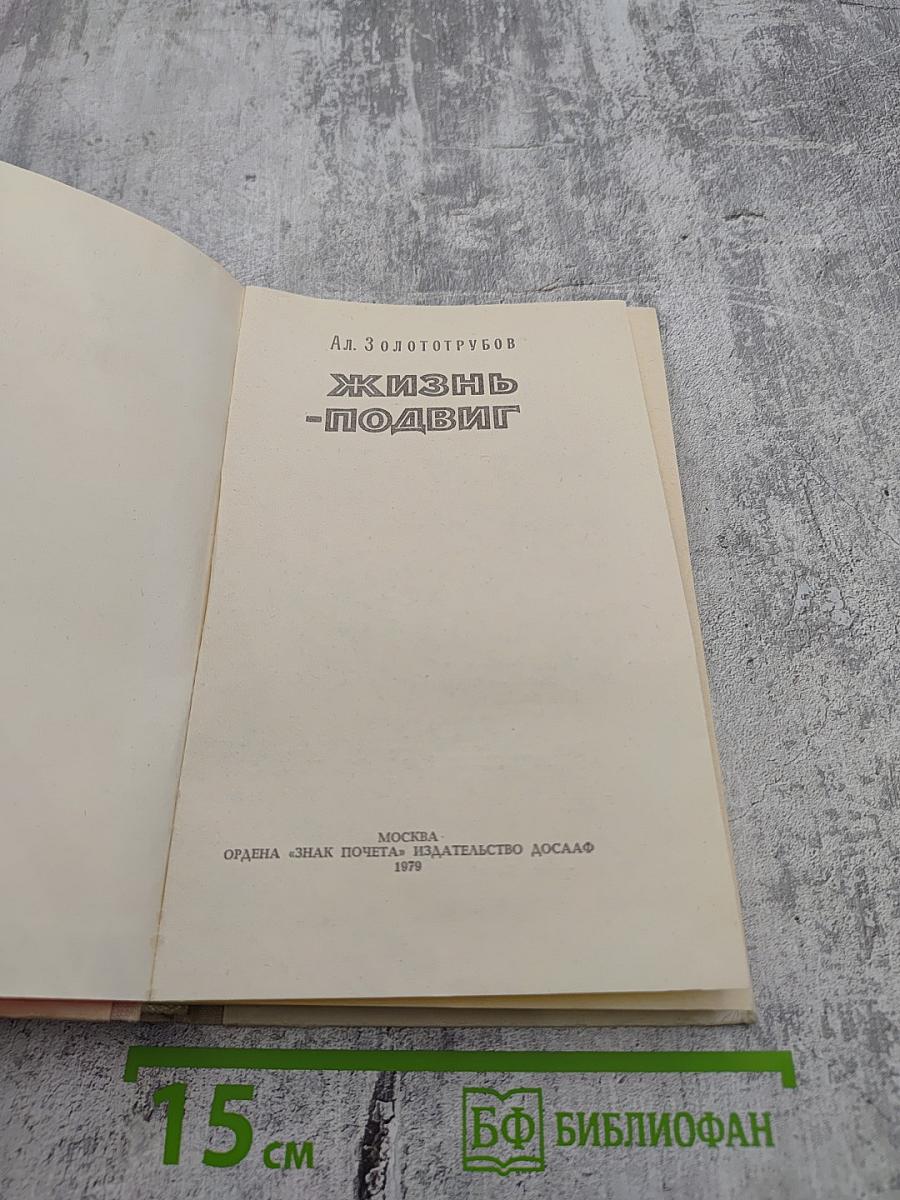 Ал. Золототрубов
ЖИЗНЬ
-ПОДВИГ
МОСКВА
ОРДЕНА «ЗНАК ПОЧЕТА» ИЗДАТЕЛЬСТВО ДОСААФ
1979
15 см
БФ БИБЛИОФАН